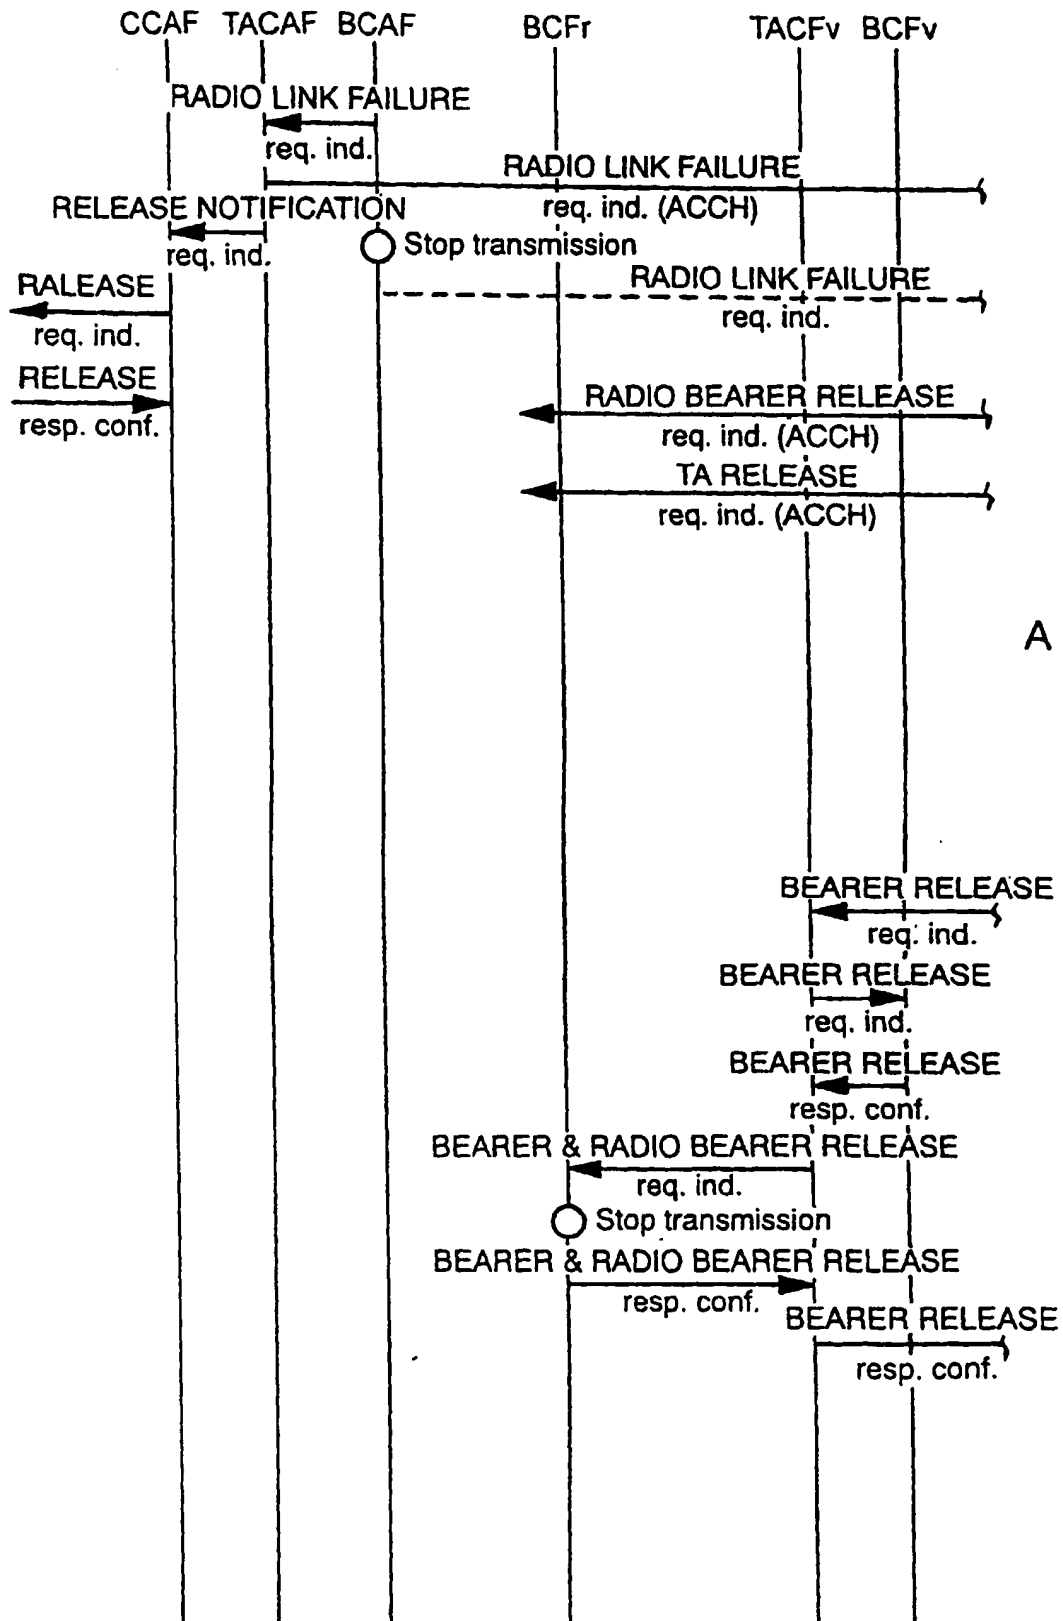 CCAF TACAF BCAF BCFr TACFv BCFv
RADIO LINK FAILURE
req. ind.
RADIO LINK FAILURE
req. ind. (ACCH)
RELEASE NOTIFICATION
req. ind.
Stop transmission
RALEASE
req. ind.
RADIO LINK FAILURE
req. ind.
RELEASE
resp. conf.
RADIO BEARER RELEASE
req. ind. (ACCH)
TA RELEASE
req. ind. (ACCH)
A
BEARER RELEASE
req. ind.
BEARER RELEASE
req. ind.
BEARER RELEASE
resp. conf.
BEARER & RADIO BEARER RELEASE
req. ind.
Stop transmission
BEARER & RADIO BEARER RELEASE
resp. conf.
BEARER RELEASE
resp. conf.